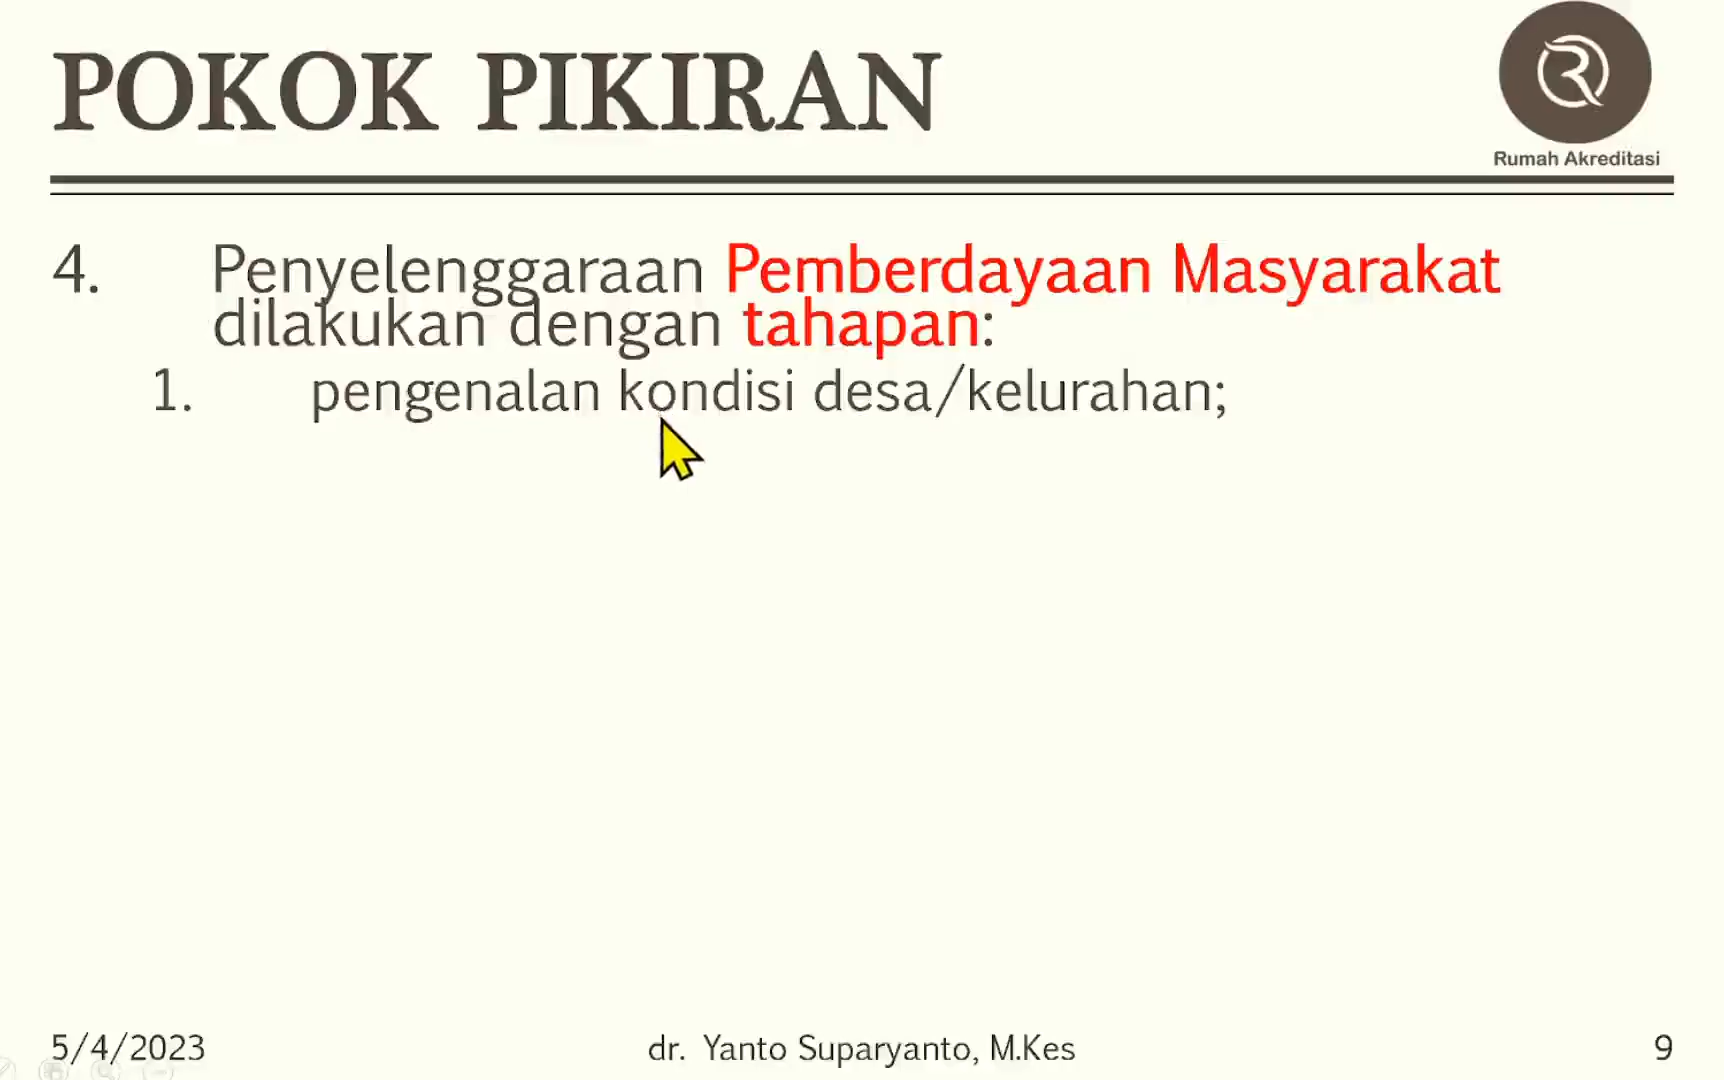 POKOK PIKIRAN
Rumah Akreditasi
4. Penyelenggaraan Pemberdayaan Masyarakat
dilakukan dengan tahapan:
1. pengenalan kondisi desa/kelurahan;
5/4/2023 dr. Yanto Suparyanto, M.Kes 9